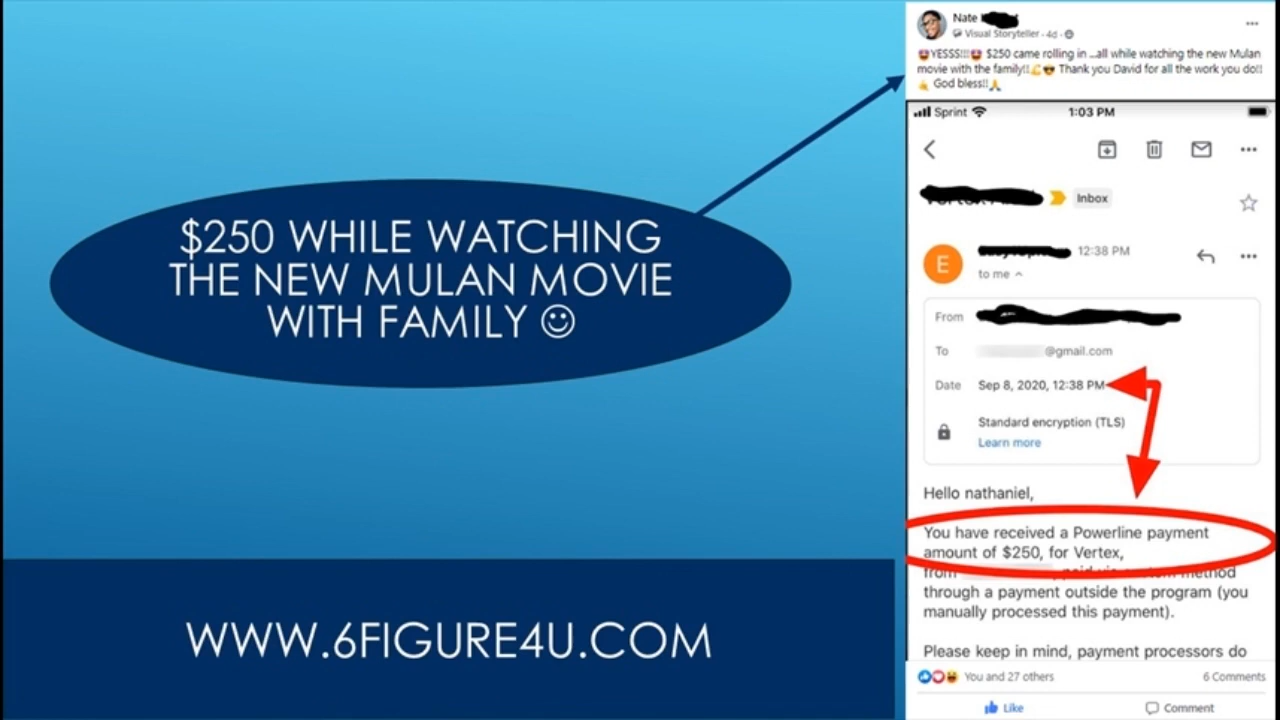 $250 WHILE WATCHING
THE NEW MULAN MOVIE
WITH FAMILY ☺
WWW.6FIGURE4U.COM
Nate
Visual Storyteller · 4d ·
😍YESSS!!!😍 $250 came rolling in ...all while watching the new Mulan
movie with the family!!💪😎 Thank you David for all the work you do!!
🤙 God bless!!🙏
Sprint 1:03 PM
Inbox
E 12:38 PM
to me
From
To @gmail.com
Date Sep 8, 2020, 12:38 PM
Standard encryption (TLS)
Learn more
Hello nathaniel,
You have received a Powerline payment
amount of $250, for Vertex,
from paid via custom method
through a payment outside the program (you
manually processed this payment).
Please keep in mind, payment processors do
You and 27 others 6 Comments
Like Comment